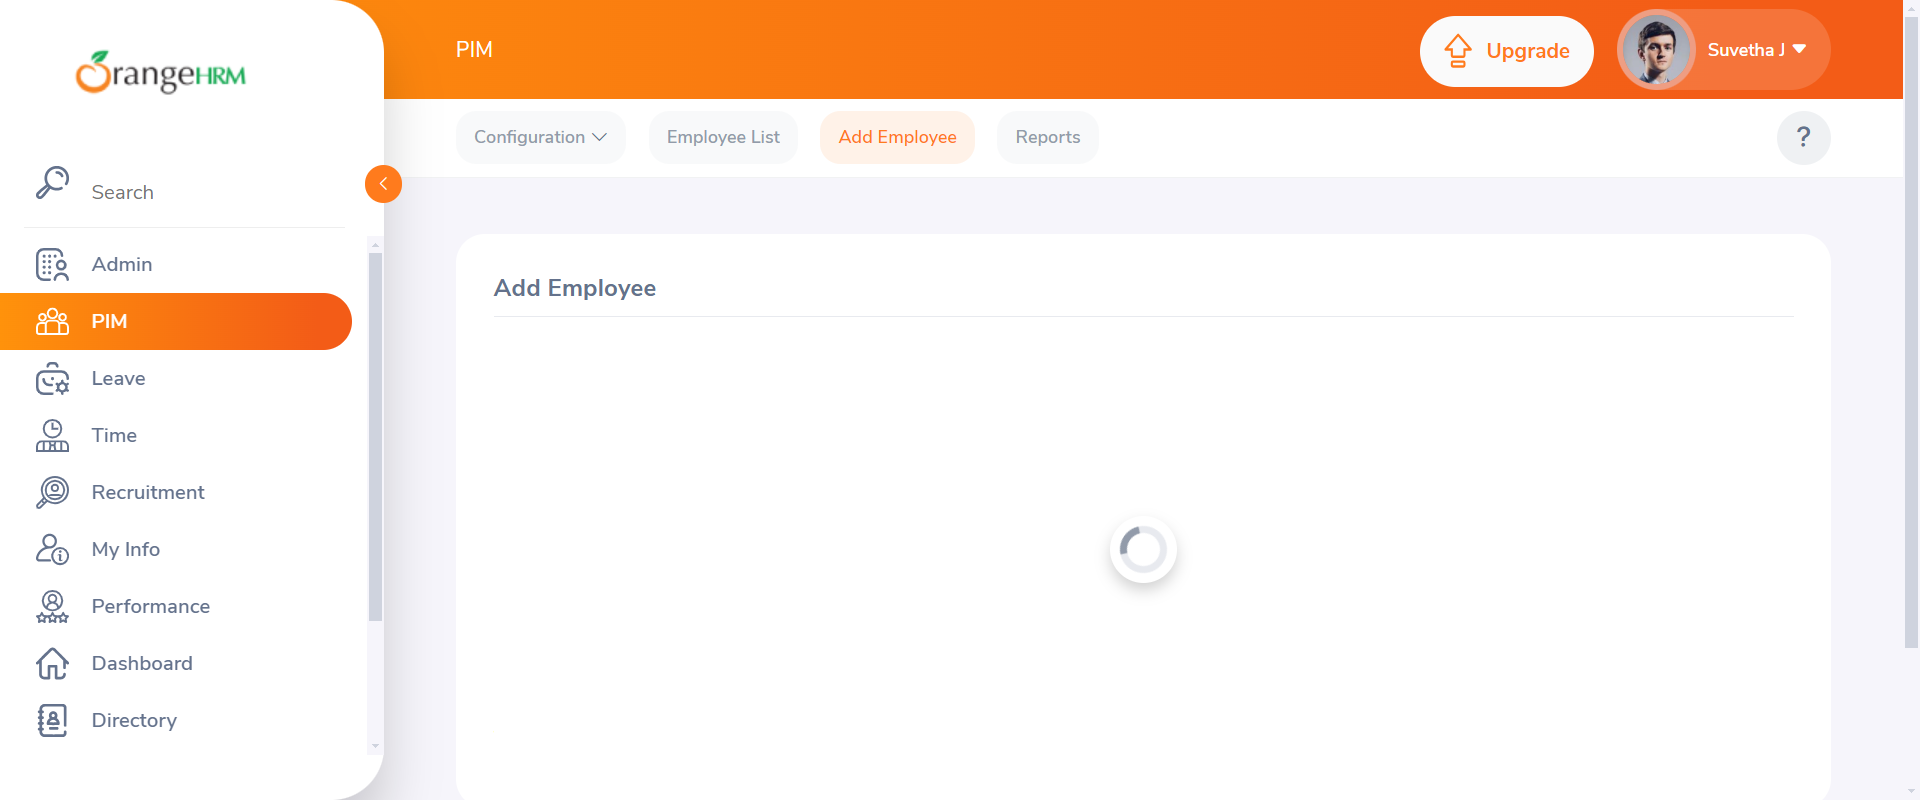 OrangeHRM
Search
Admin
PIM
Leave
Time
Recruitment
My Info
Performance
Dashboard
Directory
PIM
Upgrade
Suvetha J
Configuration
Employee List
Add Employee
Reports
?
Add Employee